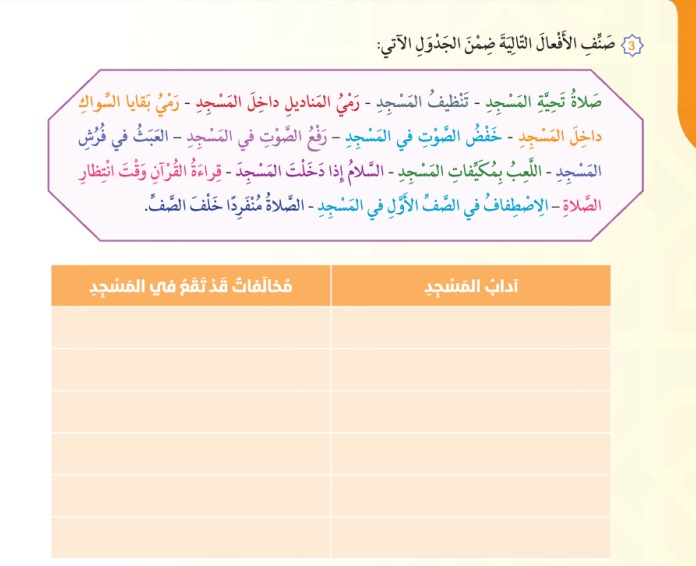 3 صَنِّفِ الأَفْعالَ التّالِيَةَ ضِمْنَ الجَدْوَلِ الآتي:
صَلاةُ تَحِيَّةِ المَسْجِدِ - تَنْظيفُ المَسْجِدِ - رَمْيُ المَناديلِ داخِلَ المَسْجِدِ - رَمْيُ بَقايا السِّواكِ
داخِلَ المَسْجِدِ - خَفْضُ الصَّوْتِ في المَسْجِدِ – رَفْعُ الصَّوْتِ في المَسْجِدِ – العَبَثُ في فُرُشِ
المَسْجِدِ - اللَّعِبُ بِمُكَيِّفاتِ المَسْجِدِ - السَّلامُ إذا دَخَلْتَ المَسْجِدَ - قِراءَةُ القُرْآنِ وَقْتَ انْتِظارِ
الصَّلاةِ – الِاصْطِفافُ في الصَّفِّ الأَوَّلِ في المَسْجِدِ - الصَّلاةُ مُنْفَرِدًا خَلْفَ الصَّفِّ.
آدابُ المَسْجِدِ
مُخالَفاتٌ قَدْ تَقَعُ في المَسْجِدِ